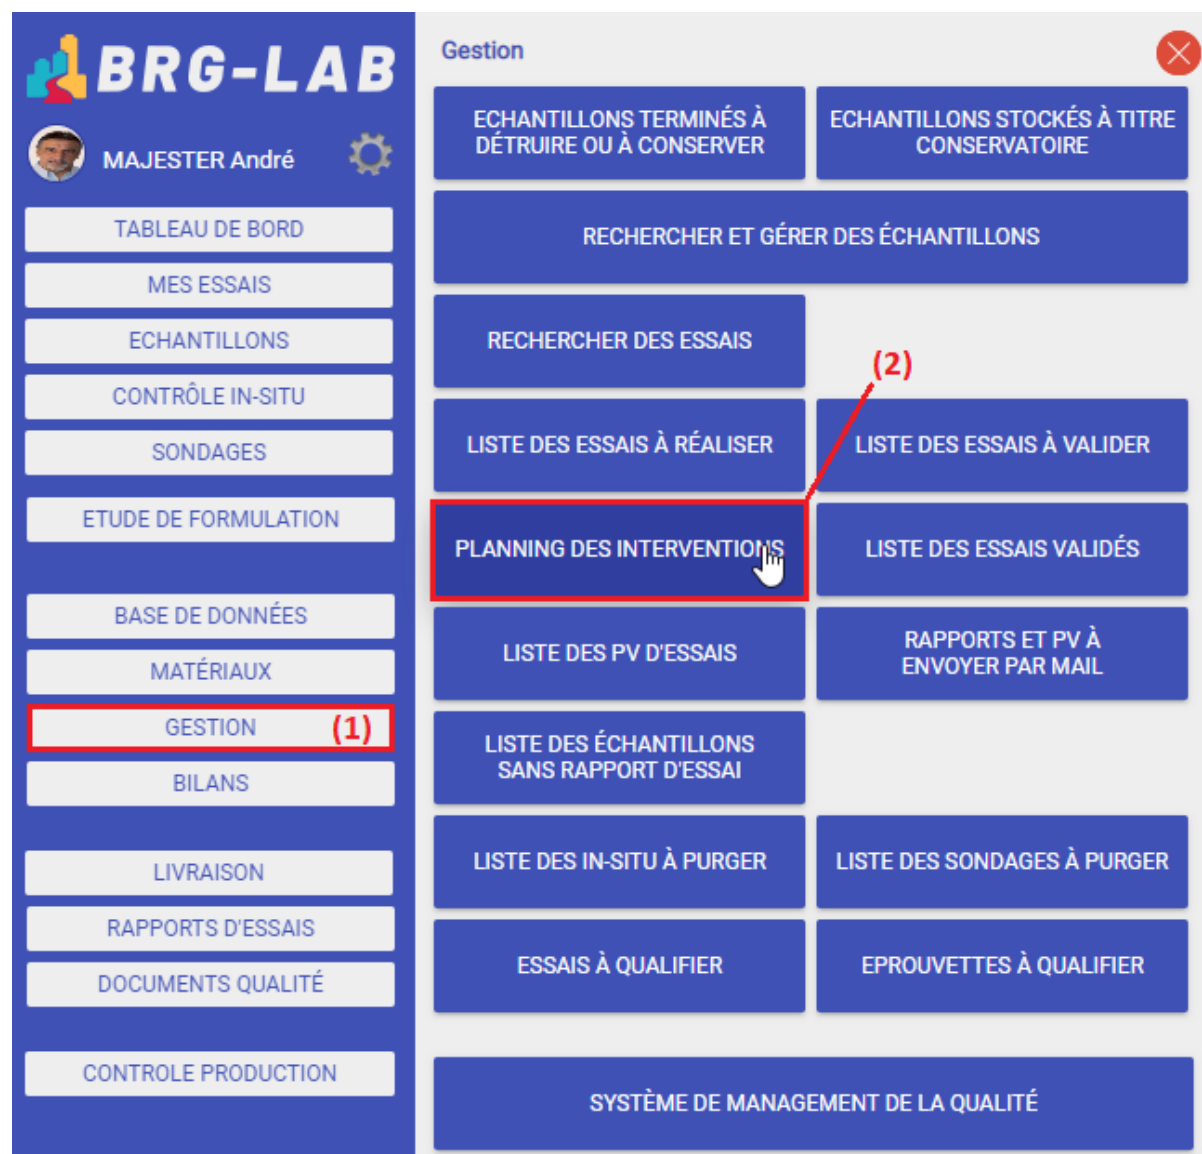 BRG-LAB
MAJESTER André
TABLEAU DE BORD
MES ESSAIS
ECHANTILLONS
CONTRÔLE IN-SITU
SONDAGES
ETUDE DE FORMULATION
BASE DE DONNÉES
MATÉRIAUX
GESTION (1)
BILANS
LIVRAISON
RAPPORTS D'ESSAIS
DOCUMENTS QUALITÉ
CONTROLE PRODUCTION
Gestion
ECHANTILLONS TERMINÉS À
DÉTRUIRE OU À CONSERVER
ECHANTILLONS STOCKÉS À TITRE
CONSERVATOIRE
RECHERCHER ET GÉRER DES ÉCHANTILLONS
RECHERCHER DES ESSAIS
(2)
LISTE DES ESSAIS À RÉALISER
LISTE DES ESSAIS À VALIDER
PLANNING DES INTERVENTIONS
LISTE DES ESSAIS VALIDÉS
LISTE DES PV D'ESSAIS
RAPPORTS ET PV À
ENVOYER PAR MAIL
LISTE DES ÉCHANTILLONS
SANS RAPPORT D'ESSAI
LISTE DES IN-SITU À PURGER
LISTE DES SONDAGES À PURGER
ESSAIS À QUALIFIER
EPROUVETTES À QUALIFIER
SYSTÈME DE MANAGEMENT DE LA QUALITÉ